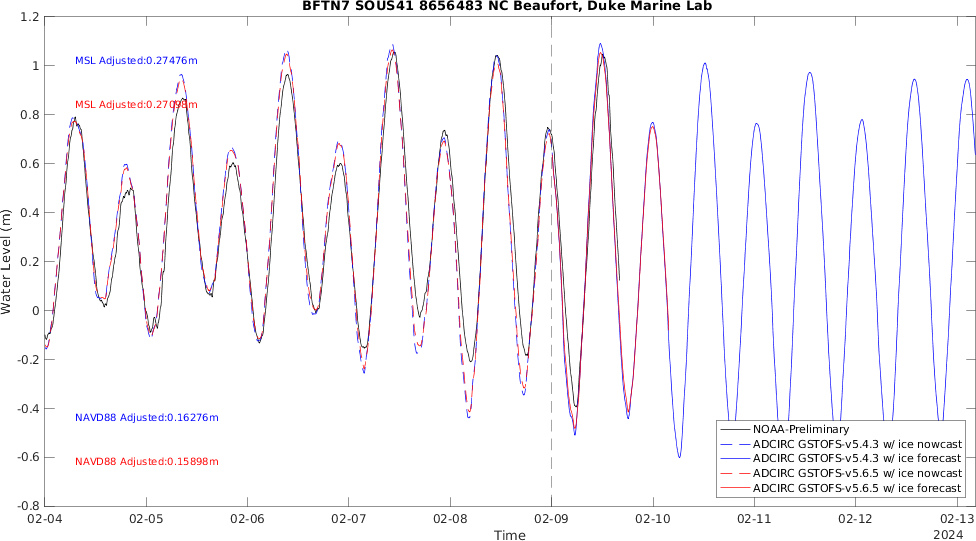 BFTN7 SOUS41 8656483 NC Beaufort, Duke Marine Lab
1.2
1
0.8
0.6
0.4
0.2
0
-0.2
-0.4
-0.6
-0.8
Water Level (m)
MSL Adjusted:0.27476m
MSL Adjusted:0.27098m
NAVD88 Adjusted:0.16276m
NAVD88 Adjusted:0.15898m
NOAA-Preliminary
ADCIRC GSTOFS-v5.4.3 w/ ice nowcast
ADCIRC GSTOFS-v5.4.3 w/ ice forecast
ADCIRC GSTOFS-v5.6.5 w/ ice nowcast
ADCIRC GSTOFS-v5.6.5 w/ ice forecast
02-04 02-05 02-06 02-07 02-08 02-09 02-10 02-11 02-12 02-13
Time
2024